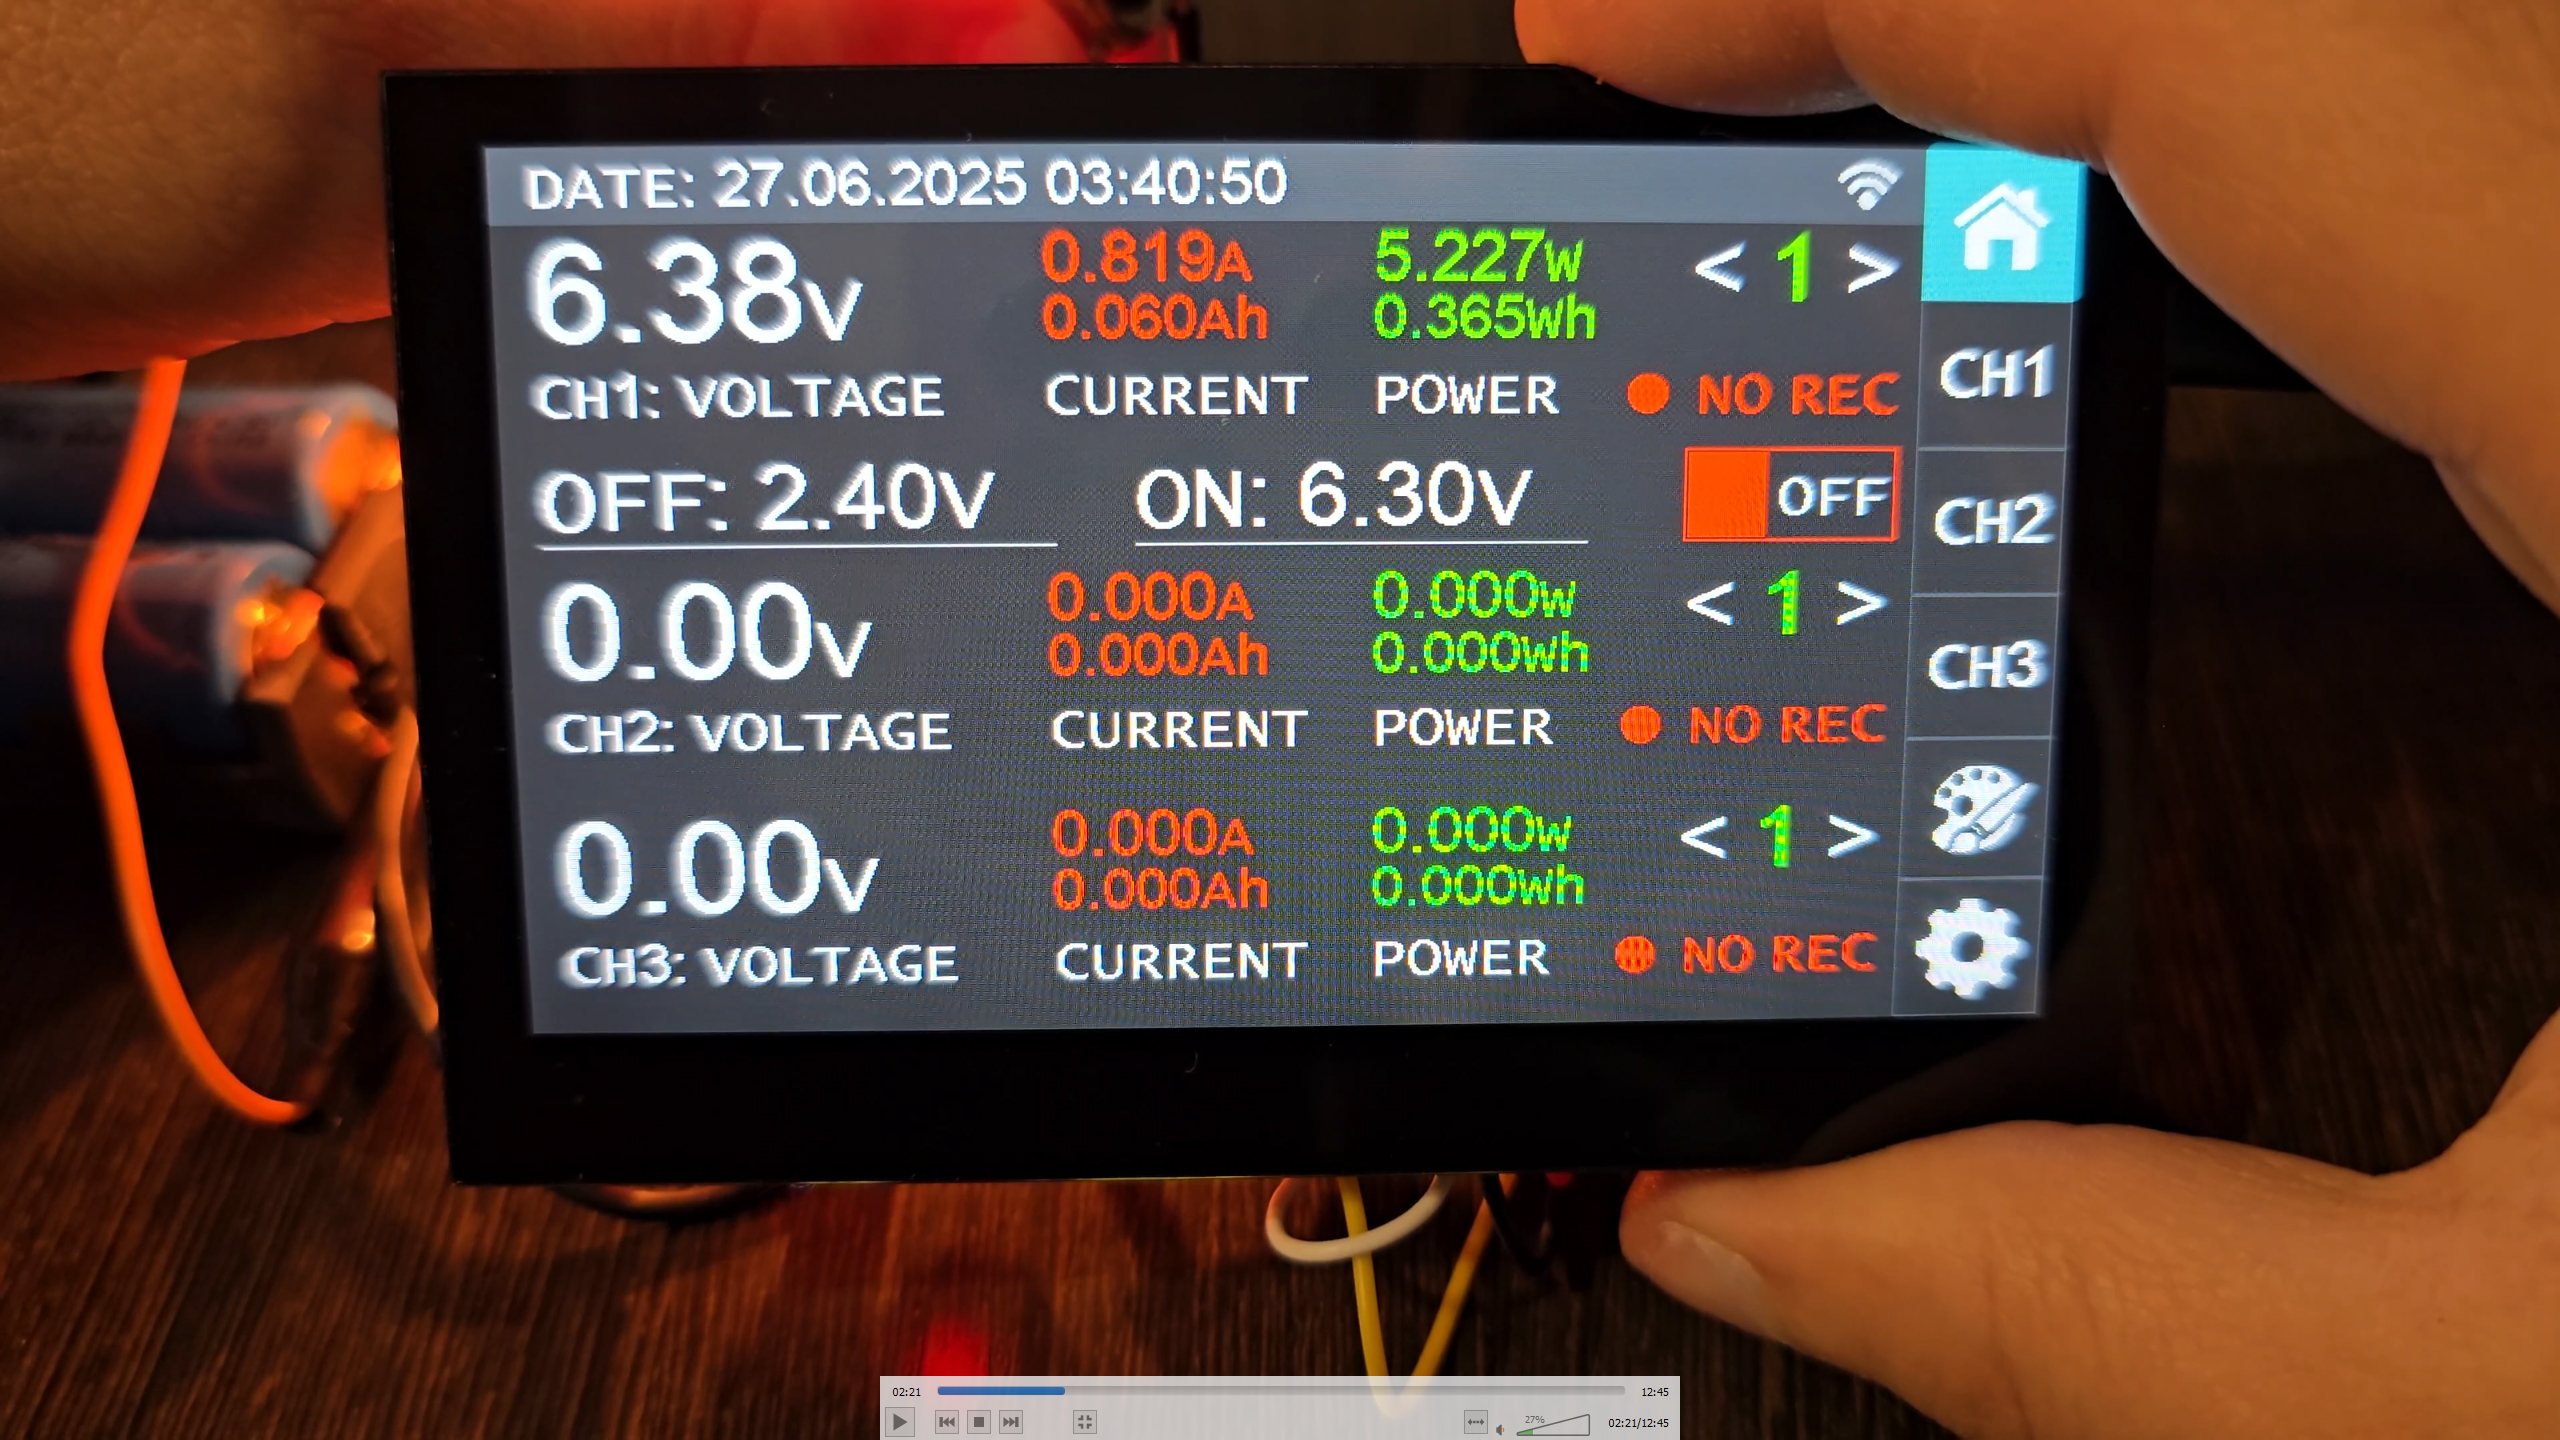 DATE: 27.06.2025 03:40:50
6.38V 0.819A 5.227W < 1 >
0.060Ah 0.365Wh
CH1: VOLTAGE CURRENT POWER NO REC
OFF: 2.40V ON: 6.30V OFF
0.00V 0.000A 0.000W < 1 >
0.000Ah 0.000Wh
CH2: VOLTAGE CURRENT POWER NO REC
0.00V 0.000A 0.000W < 1 >
0.000Ah 0.000Wh
CH3: VOLTAGE CURRENT POWER NO REC
CH1
CH2
CH3
02:21 12:45
27% 02:21/12:45